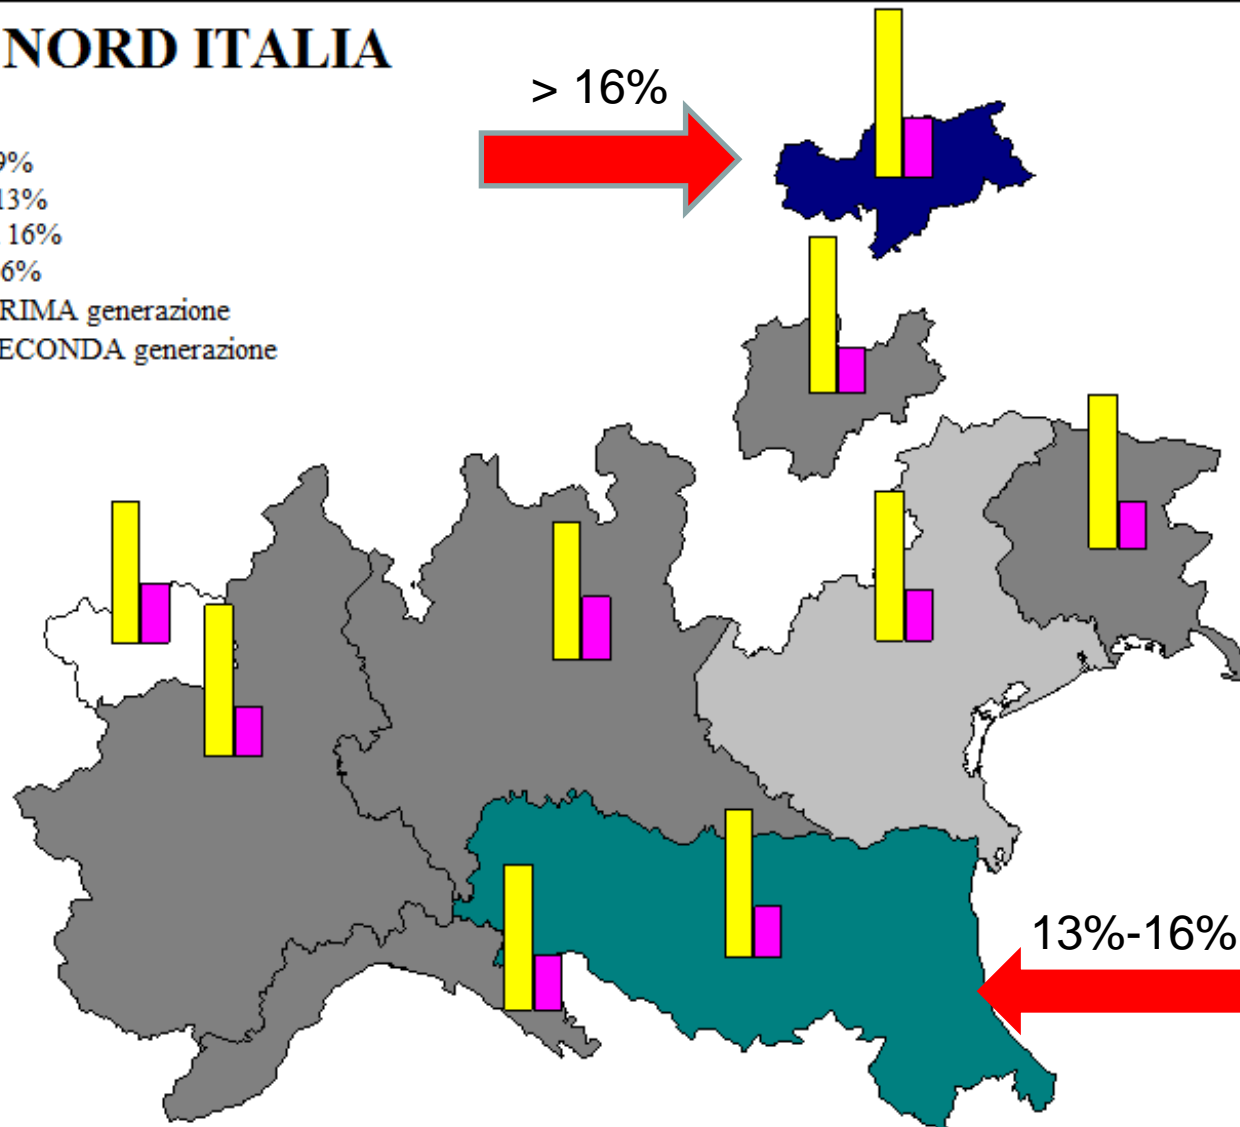 NORD ITALIA
> 16%
9%
13%
16%
6%
RIMA generazione
ECONDA generazione
13%-16%